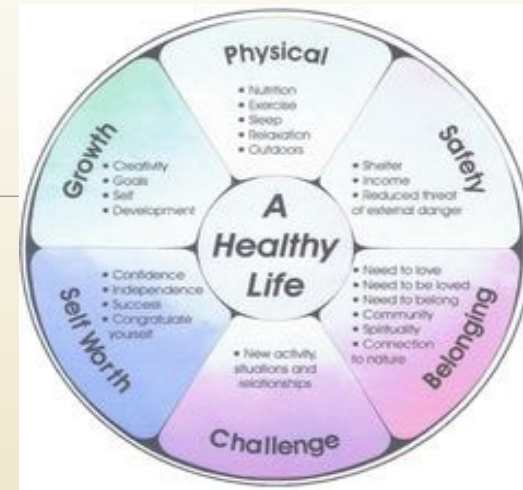 Physical
• Nutrition
• Exercise
• Sleep
• Relaxation
• Outdoors
Safety
• Shelter
• Income
• Reduced threat
of external danger
Belonging
• Need to love
• Need to be loved
• Need to belong
• Community
• Spirituality
• Connection
to nature
Challenge
• New activity,
situations and
relationships
Self Worth
• Confidence
• Independence
• Success
• Congratulate
yourself
Growth
• Creativity
• Goals
• Self
• Development
A
Healthy
Life